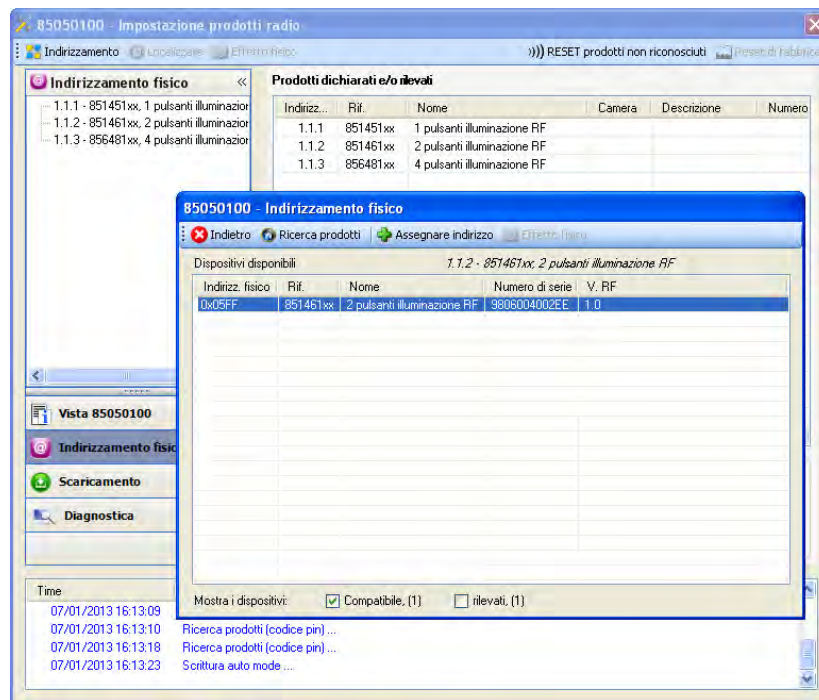 85050100 - Impostazione prodotti radio
Indirizzamento Localizzare Effetto fisico ))) RESET prodotti non riconosciuti Reset di fabbrica
Indirizzamento fisico «
1.1.1 - 851451xx, 1 pulsanti illuminazior
1.1.2 - 851461xx, 2 pulsanti illuminazior
1.1.3 - 856481xx, 4 pulsanti illuminazior
Prodotti dichiarati e/o rilevati
Indirizz... Rif. Nome Camera Descrizione Numero
1.1.1 851451xx 1 pulsanti illuminazione RF
1.1.2 851461xx 2 pulsanti illuminazione RF
1.1.3 856481xx 4 pulsanti illuminazione RF
85050100 - Indirizzamento fisico
Indietro Ricerca prodotti Assegnare indirizzo Effetto fisico
Dispositivi disponibili 1.1.2 - 851461xx, 2 pulsanti illuminazione RF
Indirizz. fisico Rif. Nome Numero di serie V. RF
0x05FF 851461xx 2 pulsanti illuminazione RF 9806004002EE 1.0
Mostra i dispositivi: Compatibile, (1) rilevati, (1)
Vista 85050100
Indirizzamento fisic
Scaricamento
Diagnostica
Time
07/01/2013 16:13:09
07/01/2013 16:13:10 Ricerca prodotti (codice pin) ...
07/01/2013 16:13:18 Ricerca prodotti (codice pin) ...
07/01/2013 16:13:23 Scrittura auto mode ...